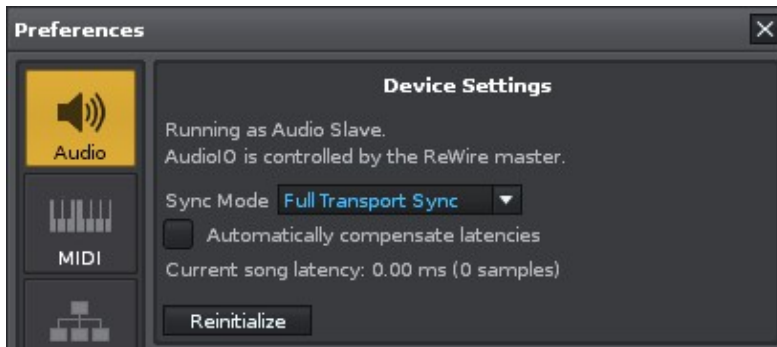 Preferences
Audio
MIDI
Device Settings
Running as Audio Slave.
AudioIO is controlled by the ReWire master.
Sync Mode Full Transport Sync
Automatically compensate latencies
Current song latency: 0.00 ms (0 samples)
Reinitialize